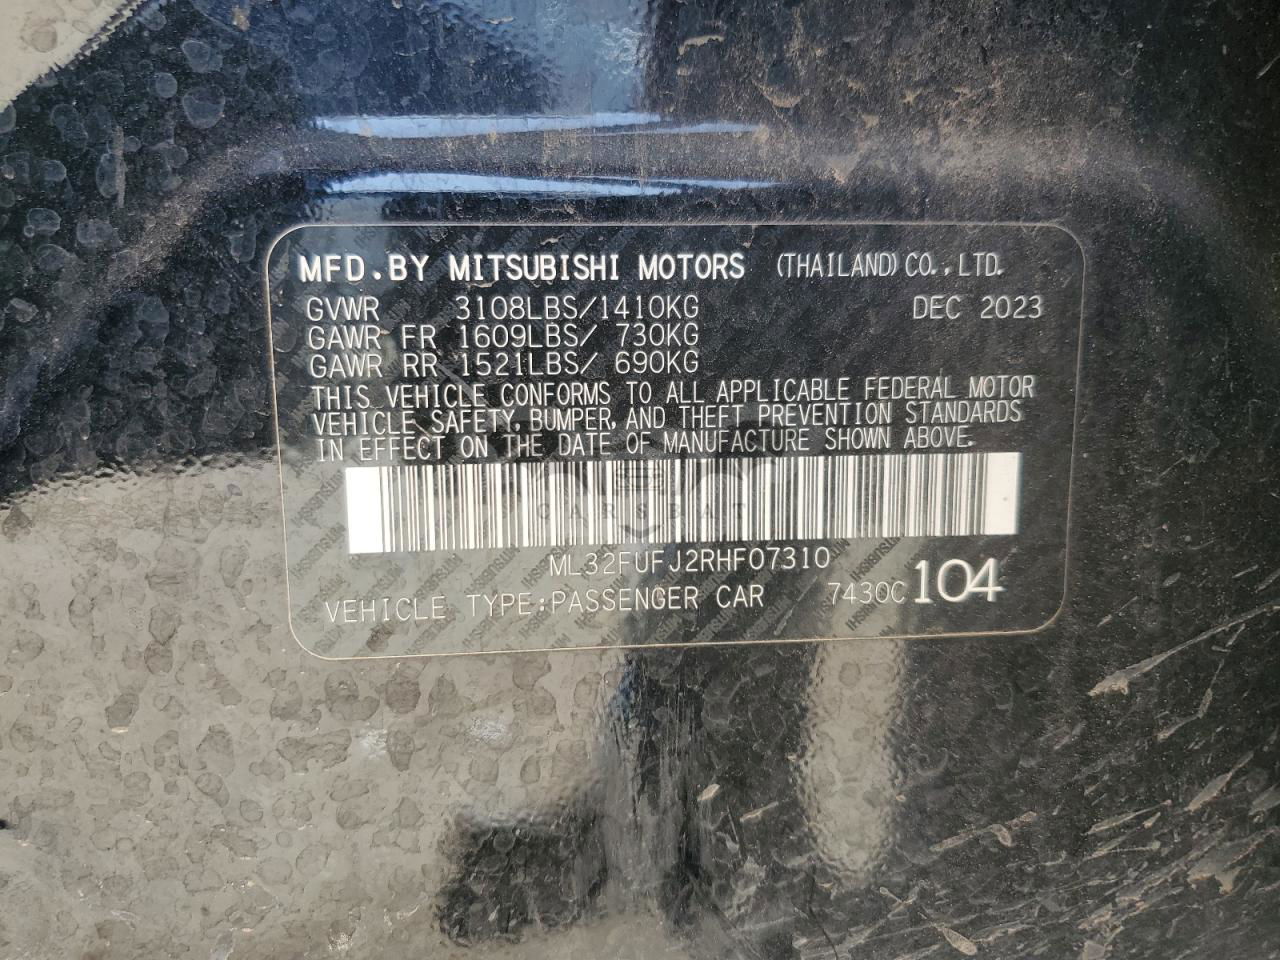 MFD.BY MITSUBISHI MOTORS (THAILAND) CO., LTD.
GVWR 3108LBS/1410KG DEC 2023
GAWR FR 1609LBS/ 730KG
GAWR RR 1521LBS/ 690KG
THIS VEHICLE CONFORMS TO ALL APPLICABLE FEDERAL MOTOR
VEHICLE SAFETY, BUMPER, AND THEFT PREVENTION STANDARDS
IN EFFECT ON THE DATE OF MANUFACTURE SHOWN ABOVE.
CARSBAT
ML32FUFJ2RHF07310
VEHICLE TYPE:PASSENGER CAR 7430C 104